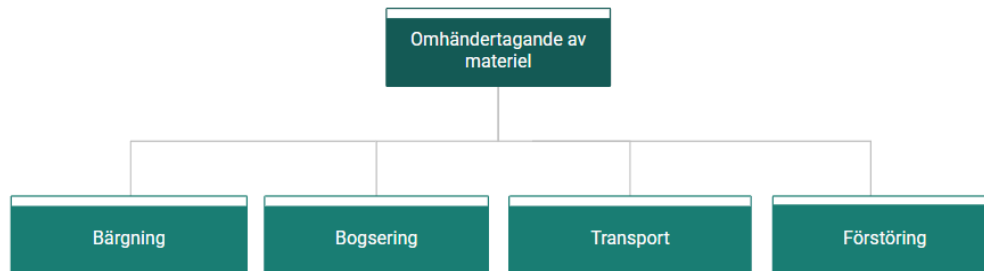 Omhändertagande av
materiel
Bärgning
Bogsering
Transport
Förstöring